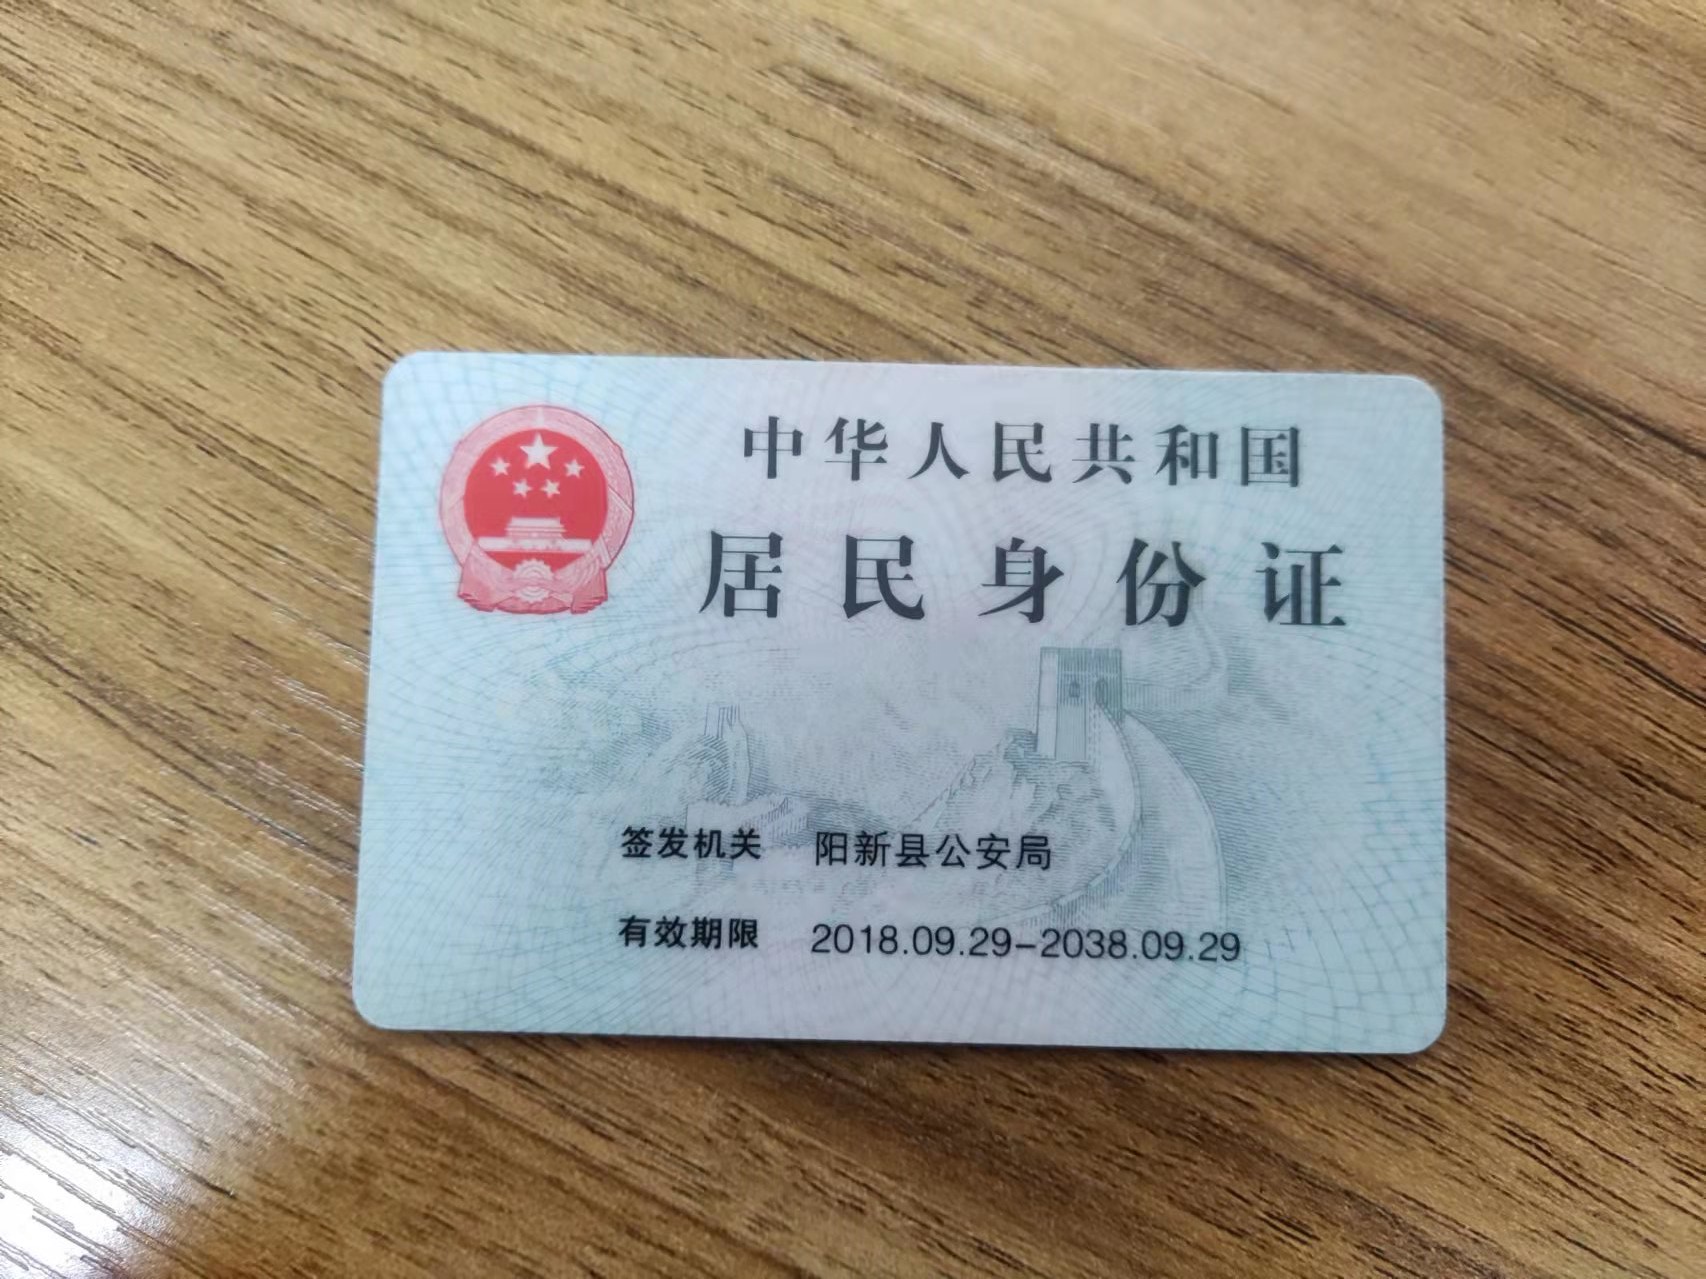 中华人民共和国
居民身份证
签发机关 阳新县公安局
有效期限 2018.09.29-2038.09.29